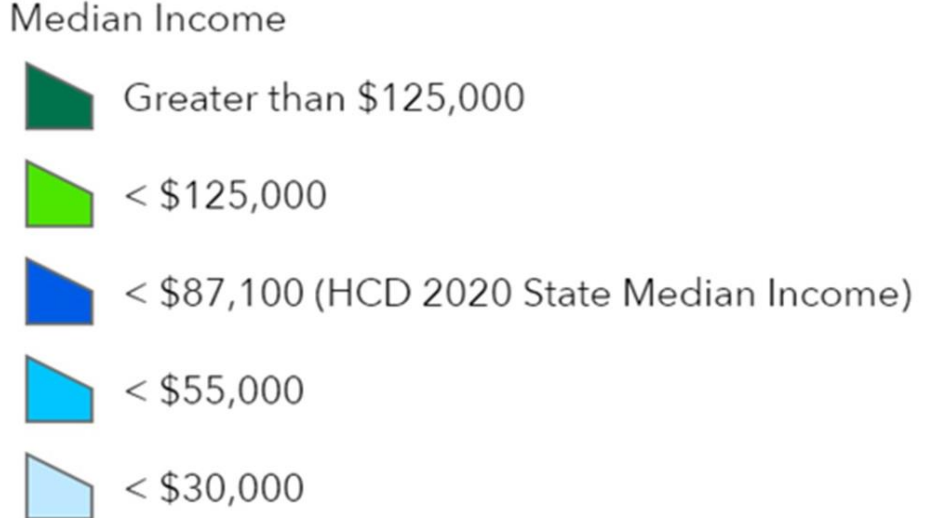 Median Income
Greater than $125,000
< $125,000
< $87,100 (HCD 2020 State Median Income)
< $55,000
< $30,000